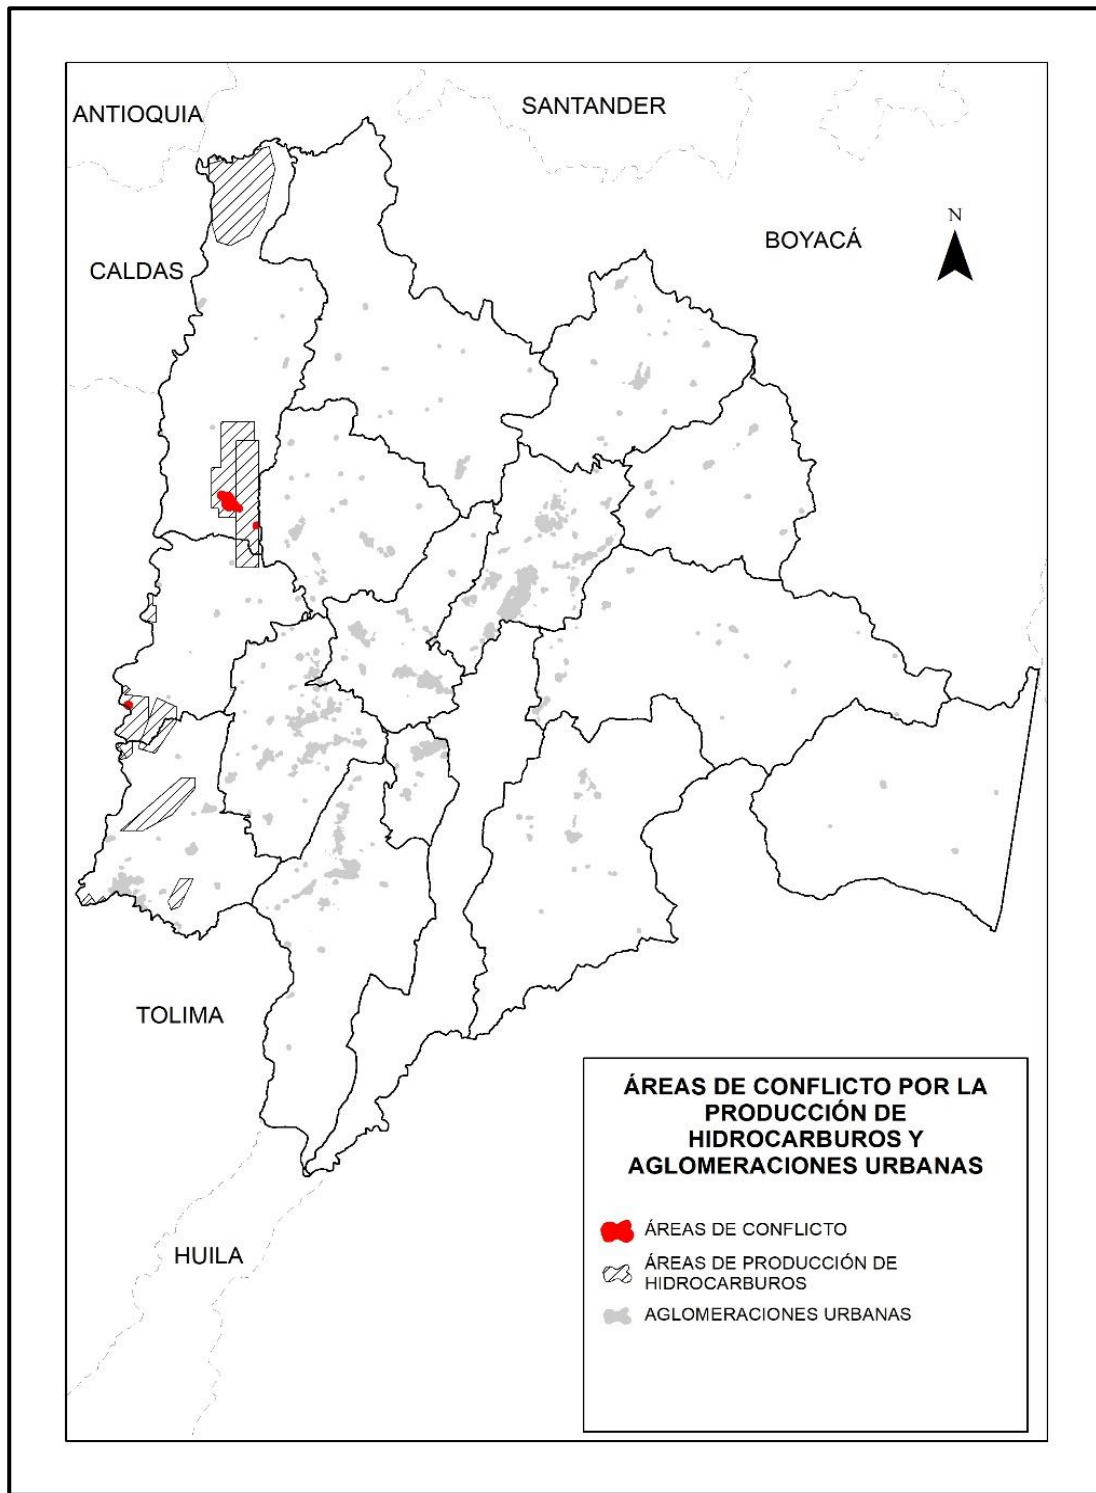 ANTIOQUIA
SANTANDER
BOYACÁ
N
CALDAS
TOLIMA
HUILA
ÁREAS DE CONFLICTO POR LA
PRODUCCIÓN DE
HIDROCARBUROS Y
AGLOMERACIONES URBANAS
ÁREAS DE CONFLICTO
ÁREAS DE PRODUCCIÓN DE
HIDROCARBUROS
AGLOMERACIONES URBANAS